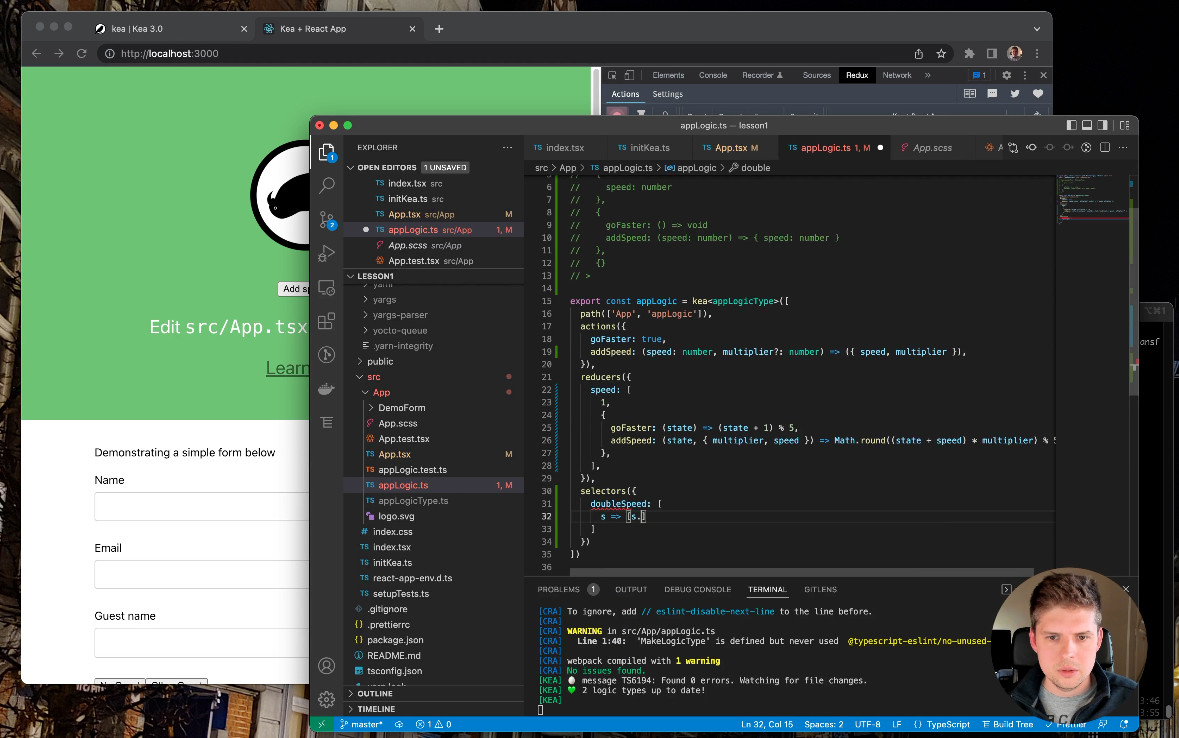 kea | Kea 3.0
Kea + React App
http://localhost:3000
Elements Console Recorder Sources Redux Network » 1
Actions Settings
appLogic.ts — lesson1
EXPLORER
OPEN EDITORS 1 UNSAVED
TS index.tsx src
TS initKea.ts src
TS App.tsx src/App M
TS appLogic.ts src/App 1, M
App.scss src/App
App.test.tsx src/App
LESSON1
yaml
yargs
yargs-parser
yocto-queue
.yarn-integrity
public
src
App
DemoForm
App.scss
App.test.tsx
TS App.tsx M
TS appLogic.test.ts
TS appLogic.ts 1, M
TS appLogicType.ts
logo.svg
# index.css
TS index.tsx
TS initKea.ts
TS react-app-env.d.ts
TS setupTests.ts
.gitignore
.prettierrc
package.json
README.md
tsconfig.json
OUTLINE
TIMELINE
TS index.tsx TS initKea.ts TS App.tsx M TS appLogic.ts 1, M App.scss
src > App > TS appLogic.ts > appLogic > double
6 // speed: number
7 // },
8 // {
9 // goFaster: () => void
10 // addSpeed: (speed: number) => { speed: number }
11 // },
12 // {}
13 // >
14
15 export const appLogic = kea<appLogicType>([
16 path(['App', 'appLogic']),
17 actions({
18 goFaster: true,
19 addSpeed: (speed: number, multiplier?: number) => ({ speed, multiplier }),
20 }),
21 reducers({
22 speed: [
23 1,
24 {
25 goFaster: (state) => (state + 1) % 5,
26 addSpeed: (state, { multiplier, speed }) => Math.round((state + speed) * multiplier) % 5
27 },
28 ],
29 }),
30 selectors({
31 doubleSpeed: [
32 s => [s.]
33 ]
34 })
35 ])
36
PROBLEMS 1 OUTPUT DEBUG CONSOLE TERMINAL GITLENS
[CRA] To ignore, add // eslint-disable-next-line to the line before.
[CRA]
[CRA] WARNING in src/App/appLogic.ts
[CRA] Line 1:40: 'MakeLogicType' is defined but never used @typescript-eslint/no-unused-
[CRA]
[CRA] webpack compiled with 1 warning
[CRA] No issues found.
[KEA] message TS6194: Found 0 errors. Watching for file changes.
[KEA] 2 logic types up to date!
[KEA]
master* 1 0 Ln 32, Col 15 Spaces: 2 UTF-8 LF {} TypeScript Build Tree Prettier
Add sp
Edit src/App.tsx
Learn
Demonstrating a simple form below
Name
Email
Guest name
ansf
3:46
3:55